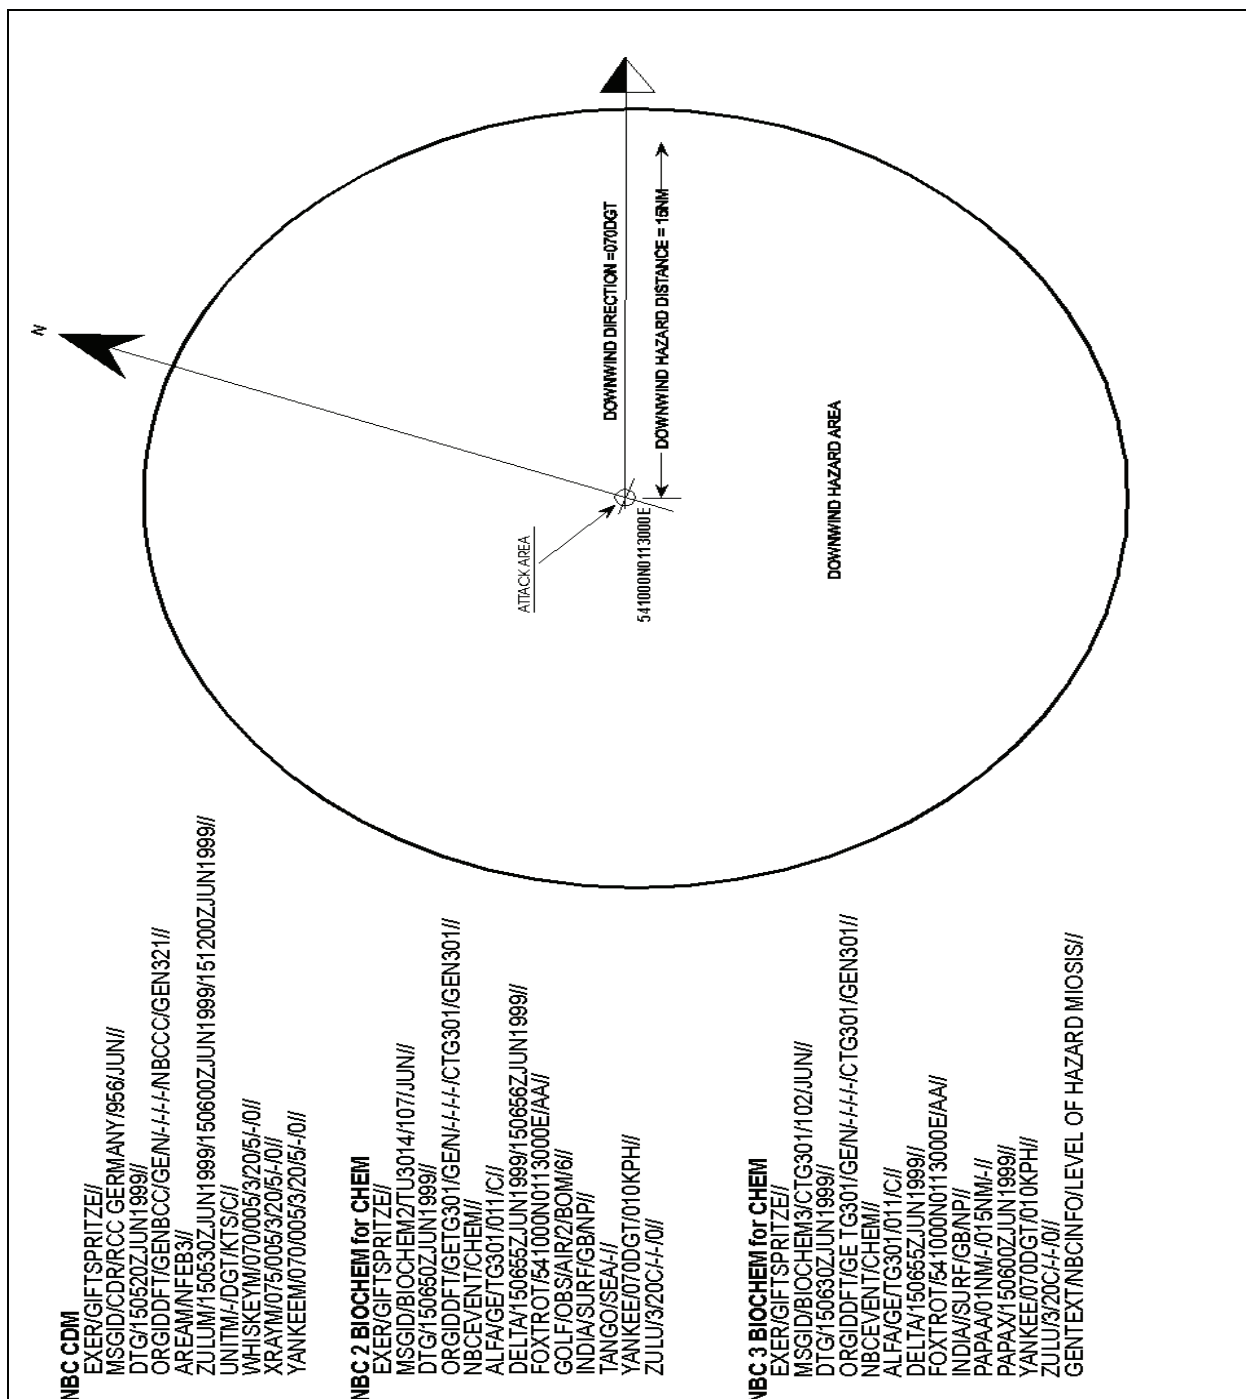 NBC CDM
EXER/GIFTSPRITZE//
MSGID/CDR/RCC GERMANY/956/JUN//
DTG/150520ZJUN1999//
ORGIDDFT/GENBCC/GE/N/-/-/-/-/NBCCC/GEN321//
AREAM/NFEB3//
ZULUM/150530ZJUN1999/150600ZJUN1999/151200ZJUN1999//
UNITM/-/DGT/KTS/C//
WHISKEYM/070/005/3/20/5/-/0//
XRAYM/075/005/3/20/5/-/0//
YANKEEM/070/005/3/20/5/-/0//
NBC 2 BIOCHEM for CHEM
EXER/GIFTSPRITZE//
MSGID/BIOCHEM2/TU3014/107/JUN//
DTG/150650ZJUN1999//
ORGIDDFT/GETG301/GE/N/-/-/-/-/CTG301/GEN301//
NBCEVENT/CHEM//
ALFA/GE/TG301/011/C//
DELTA/150655ZJUN1999/150656ZJUN1999//
FOXTROT/541000N0113000E/AA//
GOLF/OBS/AIR/2/BOM/6//
INDIA/SURF/GB/NP//
TANGO/SEA/-//
YANKEE/070DGT/010KPH//
ZULU/3/20C/-/-/0//
NBC 3 BIOCHEM for CHEM
EXER/GIFTSPRITZE//
MSGID/BIOCHEM3/CTG301/102/JUN//
DTG/150630ZJUN1999//
ORGIDDFT/GE TG301/GE/N/-/-/-/-/CTG301/GEN301//
NBCEVENT/CHEM//
ALFA/GE/TG301/011/C//
DELTA/150655ZJUN1999//
FOXTROT/541000N0113000E/AA//
INDIA/SURF/GB/NP//
PAPAA/01NM/-/015NM/-//
PAPAX/150600ZJUN1999//
YANKEE/070DGT/010KPH//
ZULU/3/20C/-/-/0//
GENTEXT/NBCINFO/LEVEL OF HAZARD MIOSIS//
N
ATTACK AREA
DOWNWIND DIRECTION =070DGT
541000N0113000E
DOWNWIND HAZARD DISTANCE = 15NM
DOWNWIND HAZARD AREA